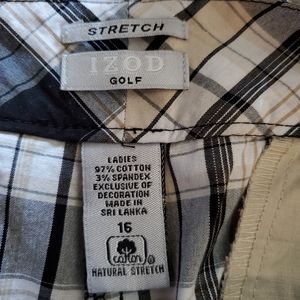 STRETCH
IZOD
GOLF
LADIES
97% COTTON
3% SPANDEX
EXCLUSIVE OF
DECORATION
MADE IN
SRI LANKA
16
cotton
NATURAL STRETCH